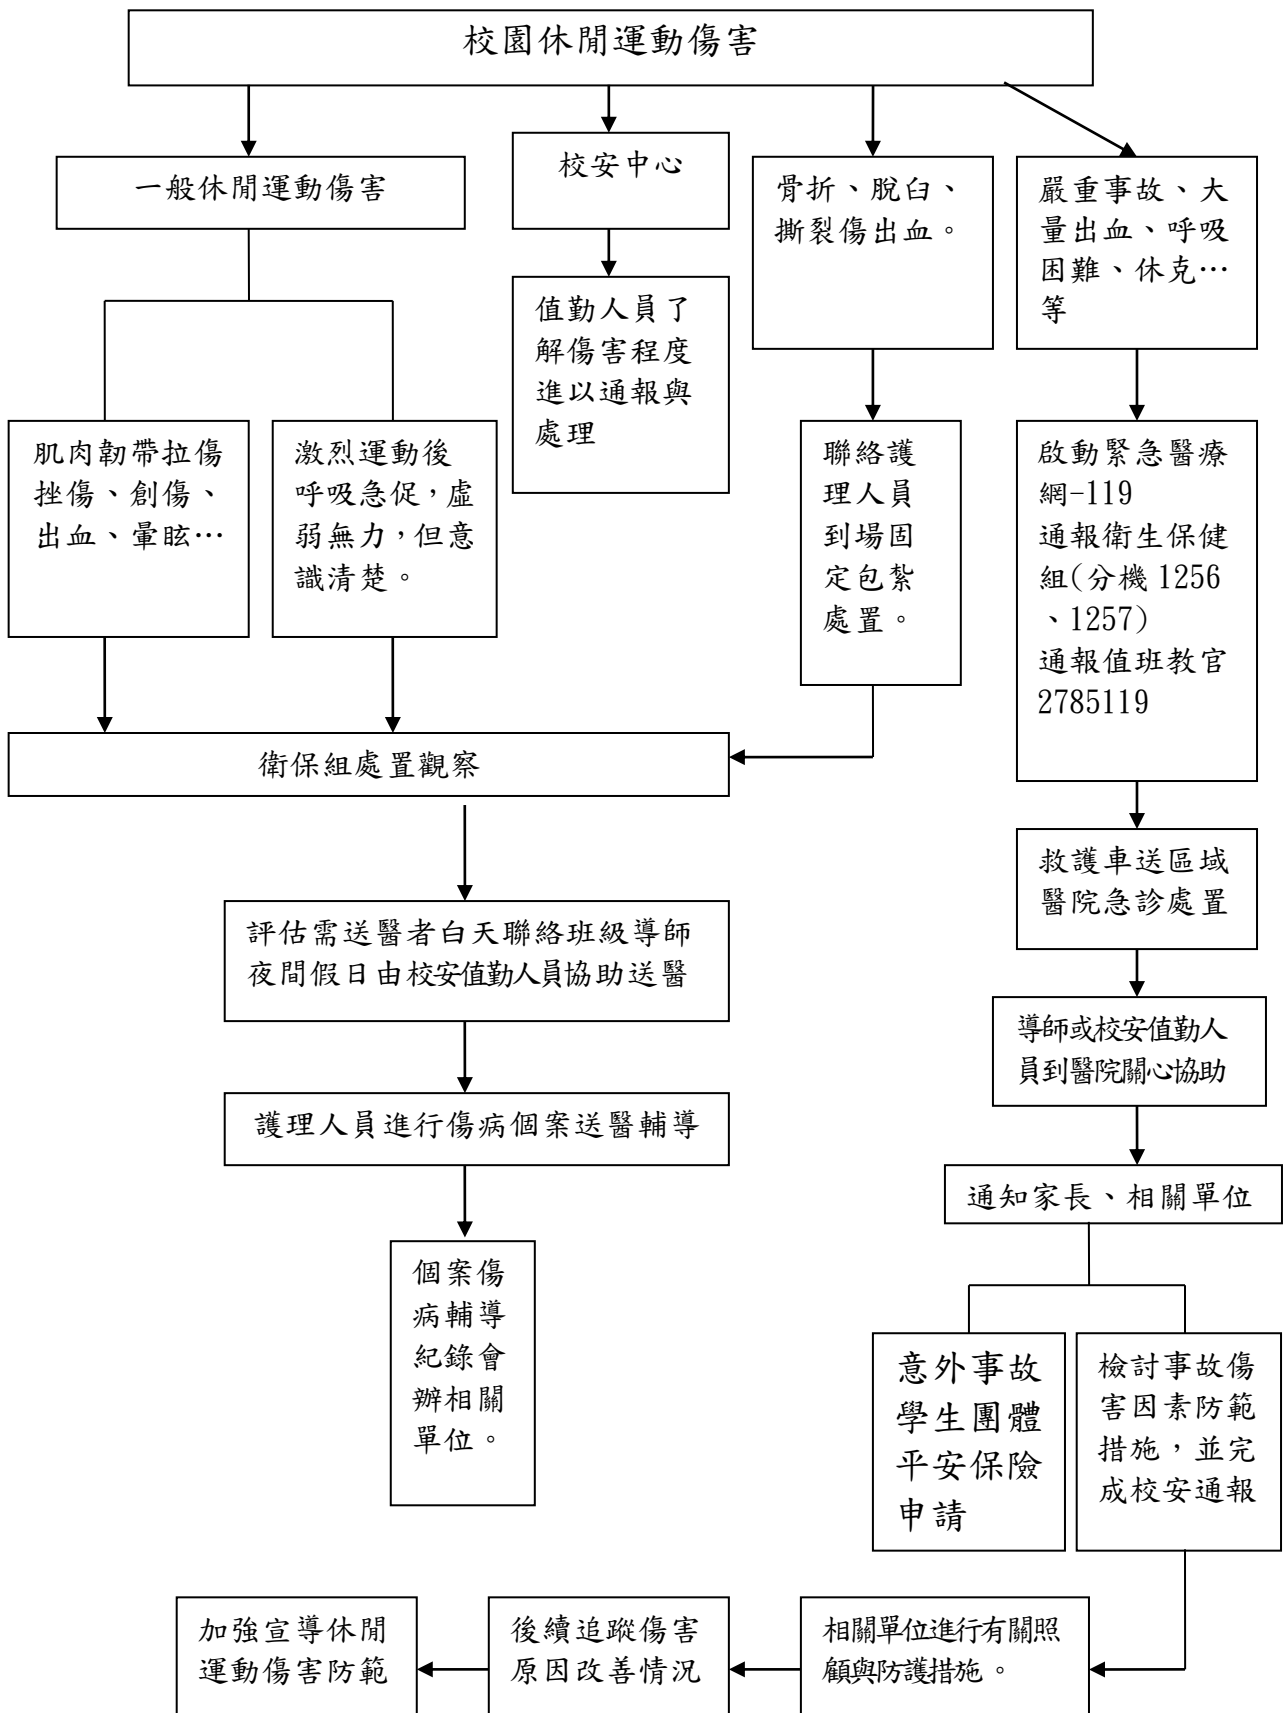 校園休閒運動傷害
一般休閒運動傷害
校安中心
骨折、脫臼、
撕裂傷出血。
嚴重事故、大
量出血、呼吸
困難、休克…
等
值勤人員了
解傷害程度
進以通報與
處理
肌肉韌帶拉傷
挫傷、創傷、
出血、暈眩…
激烈運動後
呼吸急促，虛
弱無力，但意
識清楚。
聯絡護
理人員
到場固
定包紮
處置。
啟動緊急醫療
網-119
通報衛生保健
組(分機 1256
、1257)
通報值班教官
2785119
衛保組處置觀察
救護車送區域
醫院急診處置
評估需送醫者白天聯絡班級導師
夜間假日由校安值勤人員協助送醫
導師或校安值勤人
員到醫院關心協助
護理人員進行傷病個案送醫輔導
通知家長、相關單位
個案傷
病輔導
紀錄會
辦相關
單位。
意外事故
學生團體
平安保險
申請
檢討事故傷
害因素防範
措施，並完
成校安通報
相關單位進行有關照
顧與防護措施。
後續追蹤傷害
原因改善情況
加強宣導休閒
運動傷害防範